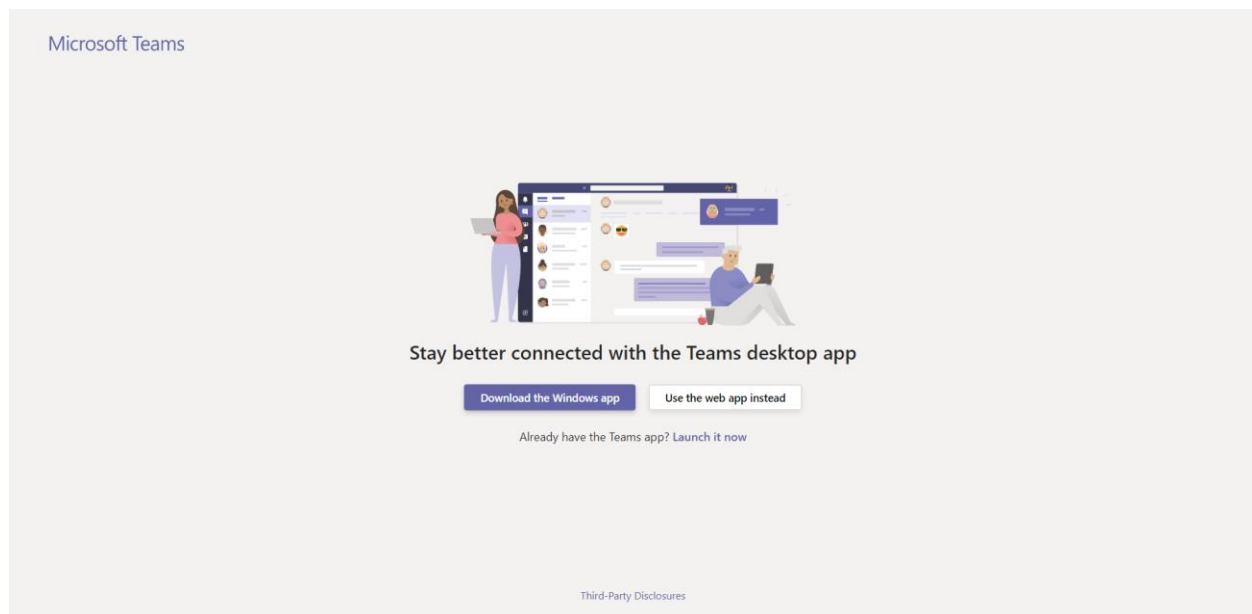 Microsoft Teams
Stay better connected with the Teams desktop app
Download the Windows app
Use the web app instead
Already have the Teams app? Launch it now
Third-Party Disclosures